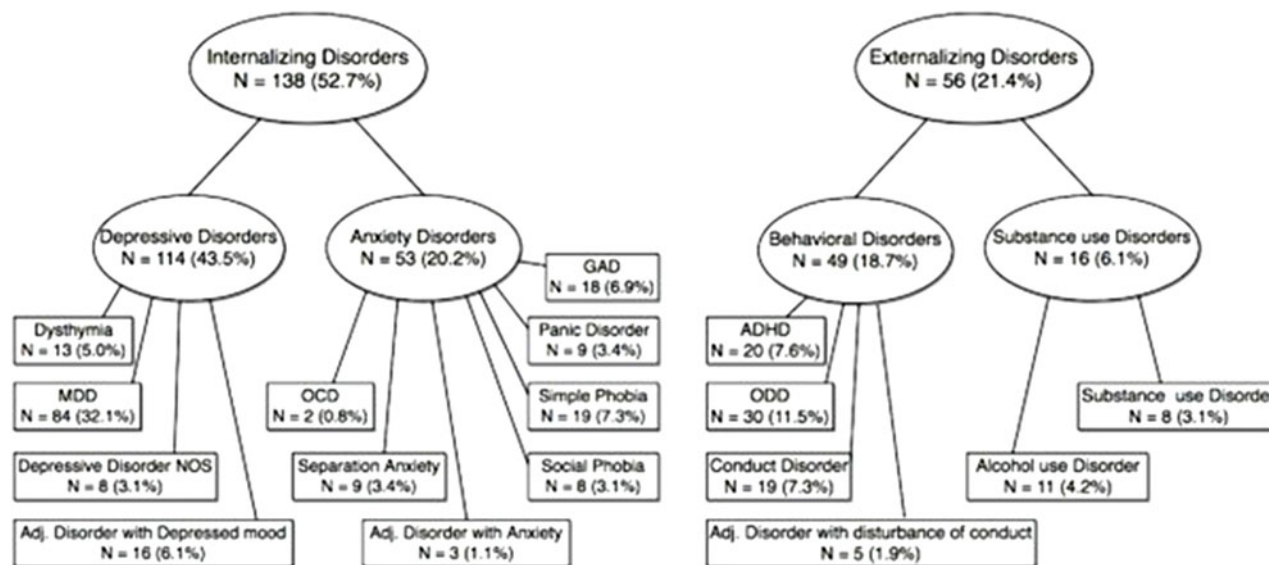 Internalizing Disorders
N = 138 (52.7%)
Externalizing Disorders
N = 56 (21.4%)
Depressive Disorders
N = 114 (43.5%)
Anxiety Disorders
N = 53 (20.2%)
Behavioral Disorders
N = 49 (18.7%)
Substance use Disorders
N = 16 (6.1%)
GAD
N = 18 (6.9%)
Dysthymia
N = 13 (5.0%)
Panic Disorder
N = 9 (3.4%)
ADHD
N = 20 (7.6%)
MDD
N = 84 (32.1%)
OCD
N = 2 (0.8%)
Simple Phobia
N = 19 (7.3%)
ODD
N = 30 (11.5%)
Substance use Disorde
N = 8 (3.1%)
Depressive Disorder NOS
N = 8 (3.1%)
Separation Anxiety
N = 9 (3.4%)
Social Phobia
N = 8 (3.1%)
Conduct Disorder
N = 19 (7.3%)
Alcohol use Disorder
N = 11 (4.2%)
Adj. Disorder with Depressed mood
N = 16 (6.1%)
Adj. Disorder with Anxiety
N = 3 (1.1%)
Adj. Disorder with disturbance of conduct
N = 5 (1.9%)